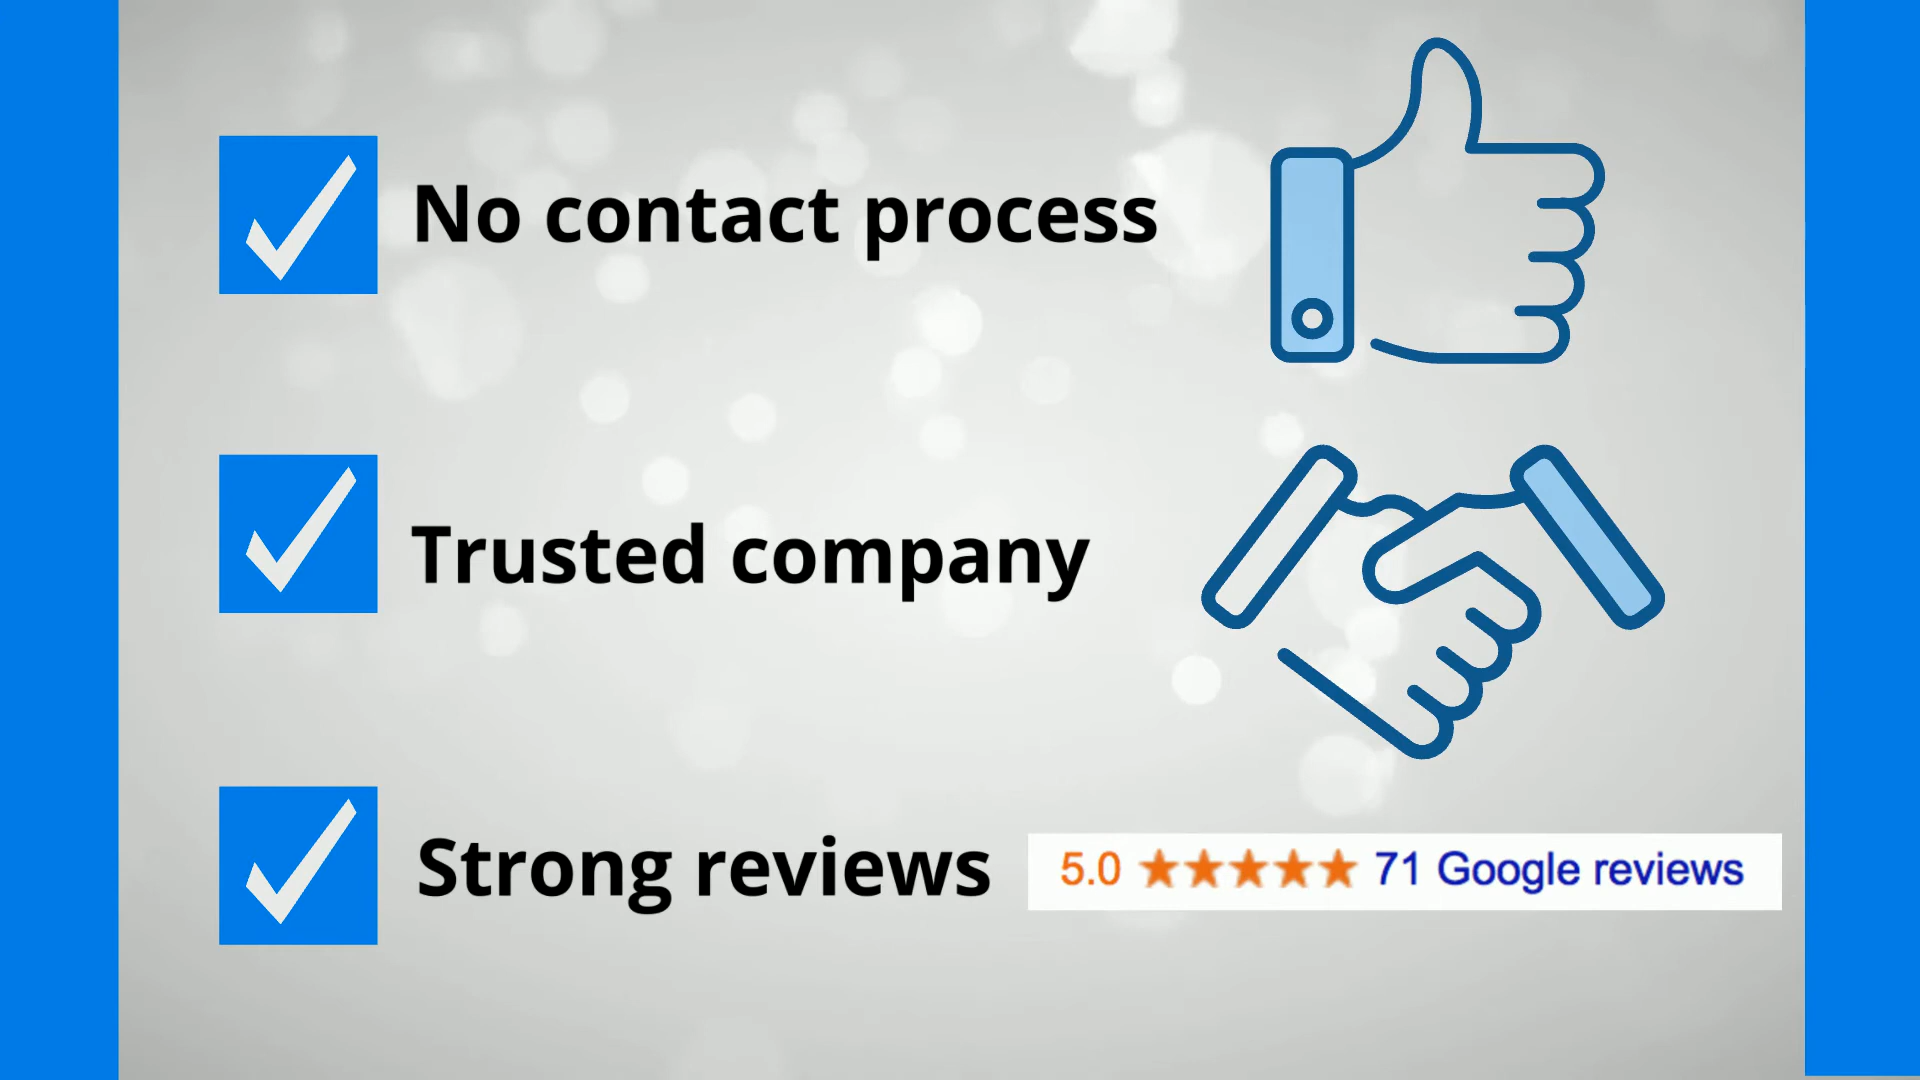 No contact process
Trusted company
Strong reviews
5.0 ★★★★★ 71 Google reviews